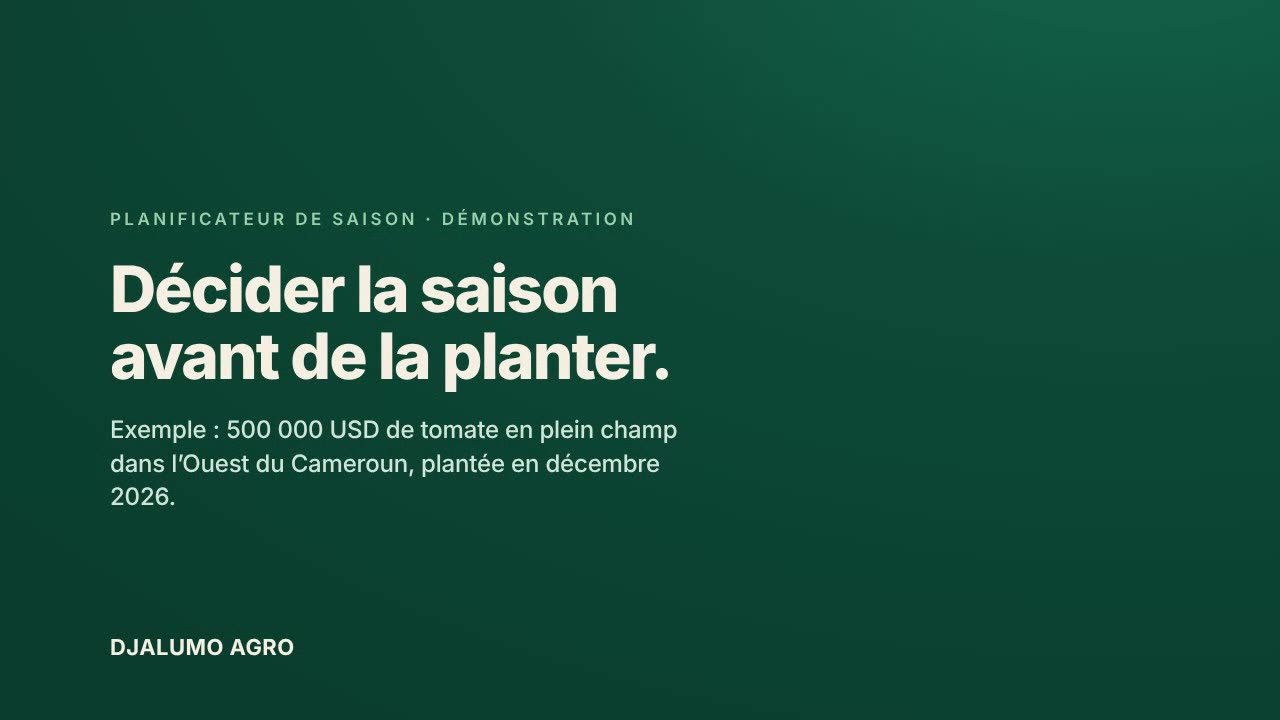 PLANIFICATEUR DE SAISON · DÉMONSTRATION
Décider la saison
avant de la planter.
Exemple : 500 000 USD de tomate en plein champ
dans l’Ouest du Cameroun, plantée en décembre
2026.
DJALUMO AGRO